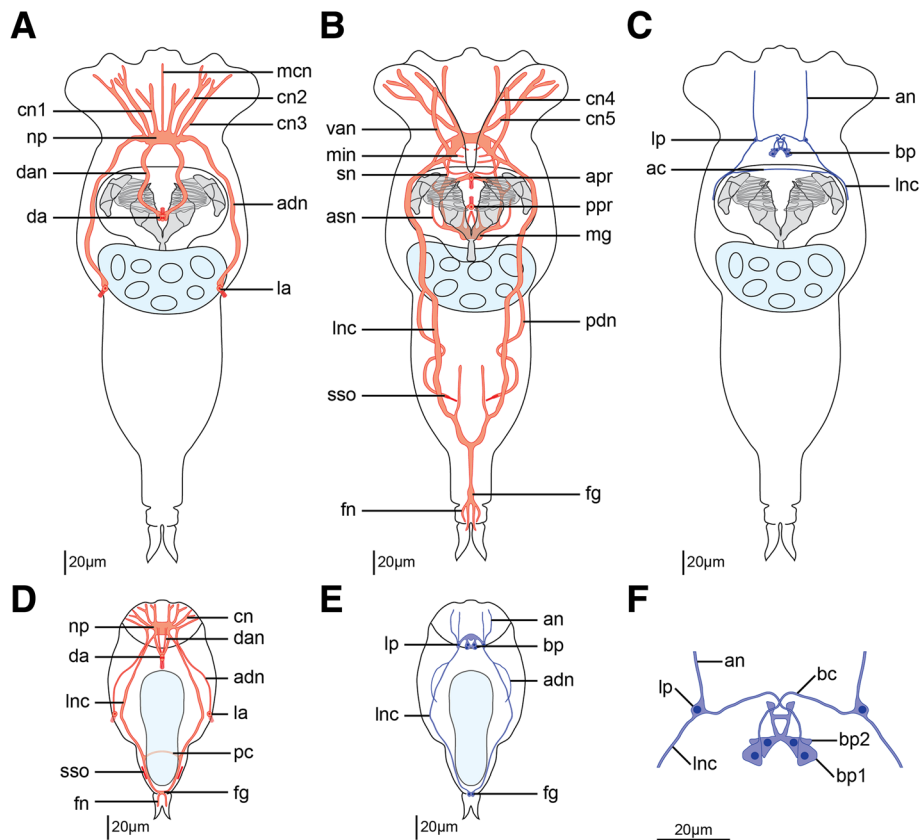 A
mcn
cn1
cn2
np
cn3
dan
adn
da
la
20µm
B
cn4
cn5
van
min
sn
apr
asn
ppr
mg
lnc
pdn
sso
fn
fg
20µm
C
an
lp
bp
ac
lnc
20µm
D
cn
np
dan
da
adn
lnc
la
pc
sso
fg
fn
20µm
E
an
lp
bp
adn
lnc
fg
20µm
F
an
bc
lp
bp2
lnc
bp1
20µm